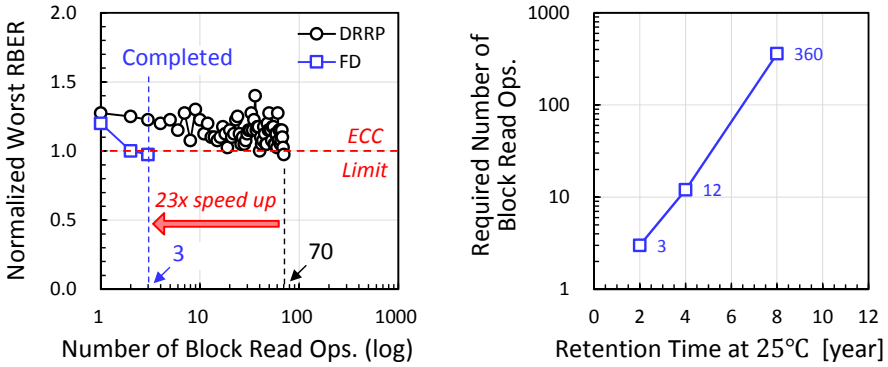 Normalized Worst RBER
2.0
1.5
1.0
0.5
0.0
DRRP
FD
Completed
ECC
Limit
23x speed up
3
70
1
10
100
1000
Number of Block Read Ops. (log)
Required Number of
Block Read Ops.
1000
100
10
1
360
12
3
0
2
4
6
8
10
12
Retention Time at 25℃ [year]